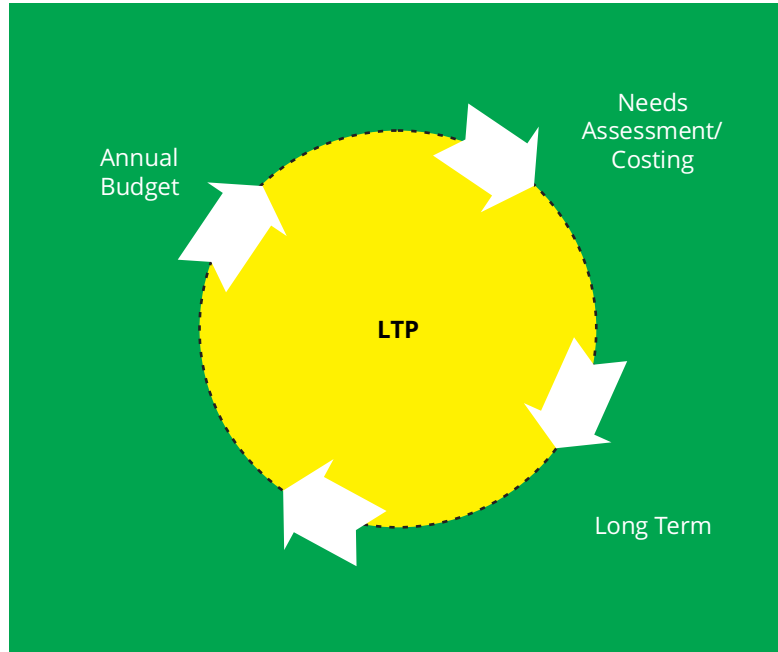 Needs
Assessment/
Costing
Annual
Budget
LTP
Long Term